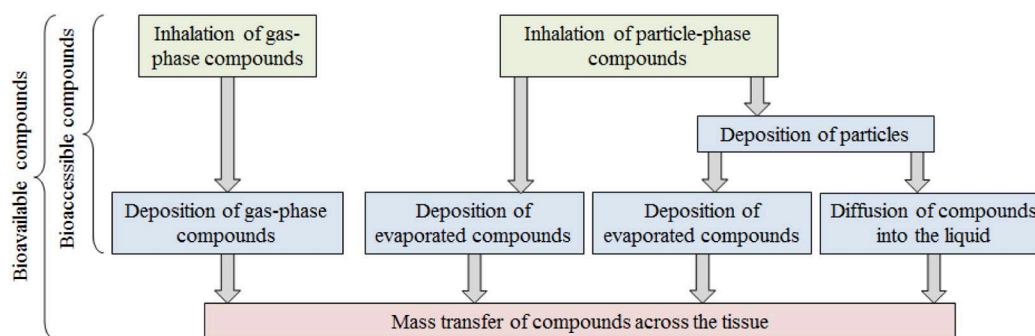 Bioavailable compounds
Bioaccessible compounds
Inhalation of gas-
phase compounds
Inhalation of particle-phase
compounds
Deposition of particles
Deposition of gas-phase
compounds
Deposition of
evaporated compounds
Deposition of
evaporated compounds
Diffusion of compounds
into the liquid
Mass transfer of compounds across the tissue